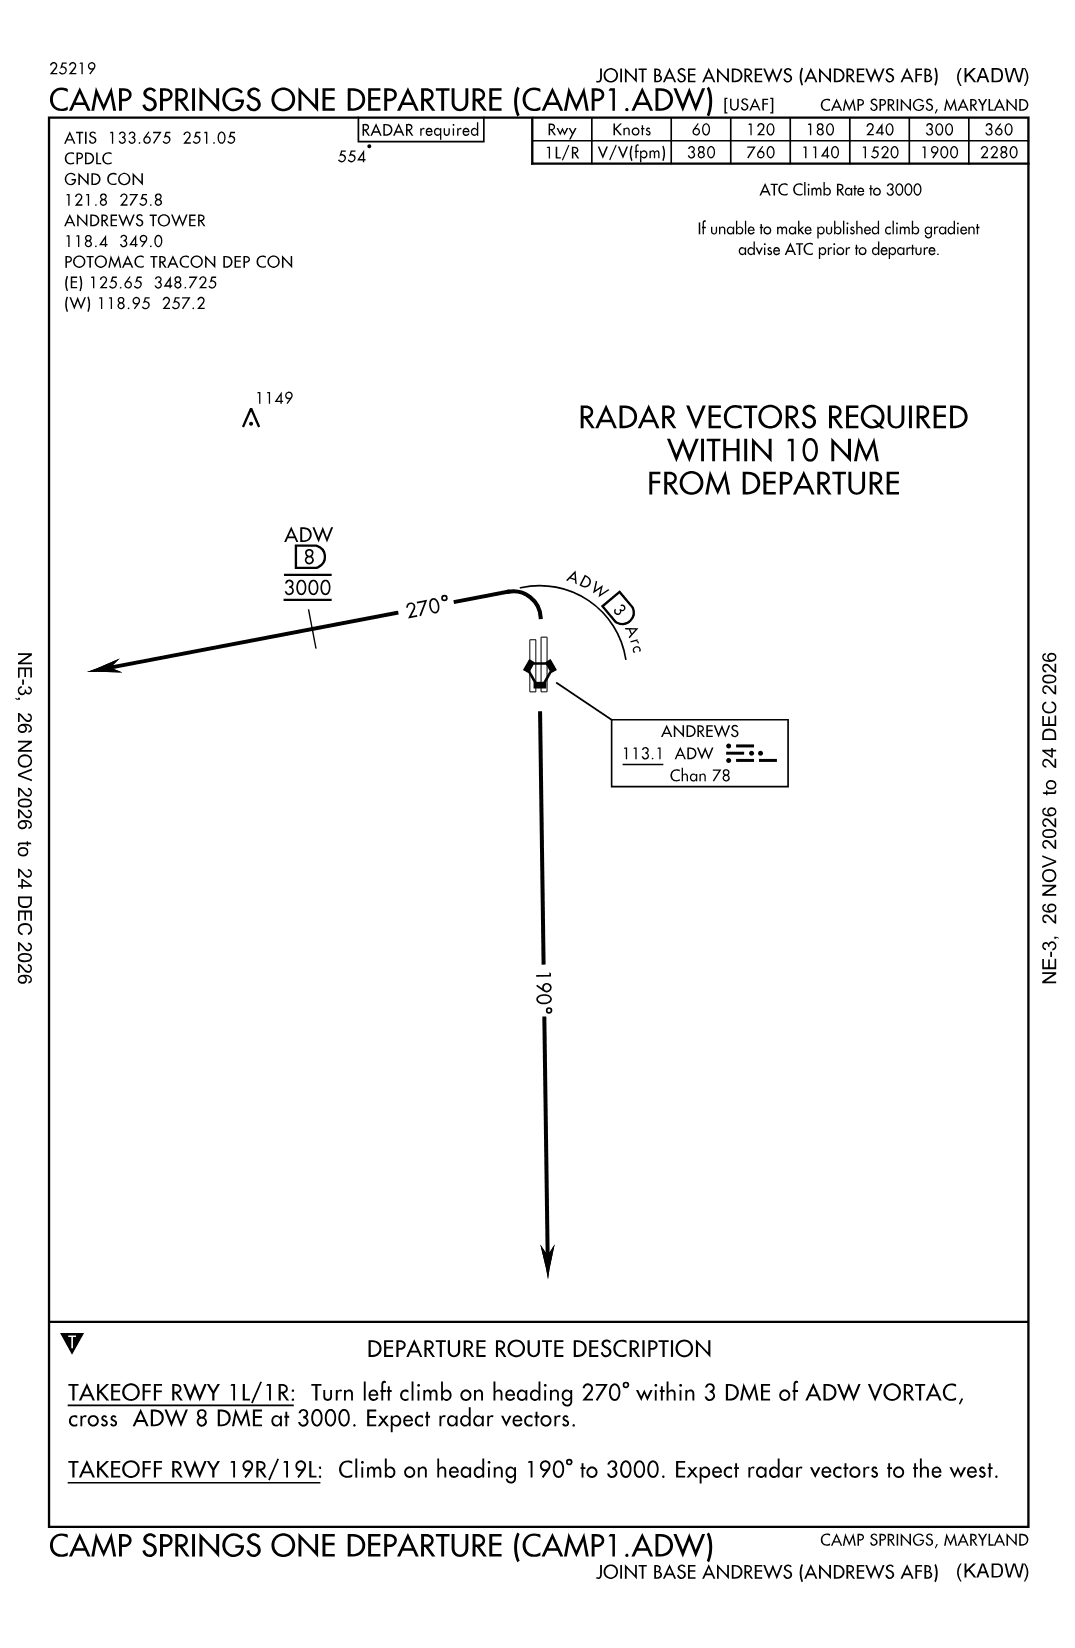 25219
JOINT BASE ANDREWS (ANDREWS AFB) (KADW)
CAMP SPRINGS ONE DEPARTURE (CAMP1.ADW) [USAF] CAMP SPRINGS, MARYLAND
ATIS 133.675 251.05
CPDLC
GND CON
121.8 275.8
ANDREWS TOWER
118.4 349.0
POTOMAC TRACON DEP CON
(E) 125.65 348.725
(W) 118.95 257.2
RADAR required
554
Rwy Knots 60 120 180 240 300 360
1L/R V/V(fpm) 380 760 1140 1520 1900 2280
ATC Climb Rate to 3000
If unable to make published climb gradient
advise ATC prior to departure.
1149
RADAR VECTORS REQUIRED
WITHIN 10 NM
FROM DEPARTURE
ADW
8
3000
270°
ADW 3 Arc
ANDREWS
113.1 ADW
Chan 78
190°
NE-3, 26 NOV 2026 to 24 DEC 2026
NE-3, 26 NOV 2026 to 24 DEC 2026
T
DEPARTURE ROUTE DESCRIPTION
TAKEOFF RWY 1L/1R: Turn left climb on heading 270° within 3 DME of ADW VORTAC,
cross ADW 8 DME at 3000. Expect radar vectors.
TAKEOFF RWY 19R/19L: Climb on heading 190° to 3000. Expect radar vectors to the west.
CAMP SPRINGS ONE DEPARTURE (CAMP1.ADW) CAMP SPRINGS, MARYLAND
JOINT BASE ANDREWS (ANDREWS AFB) (KADW)